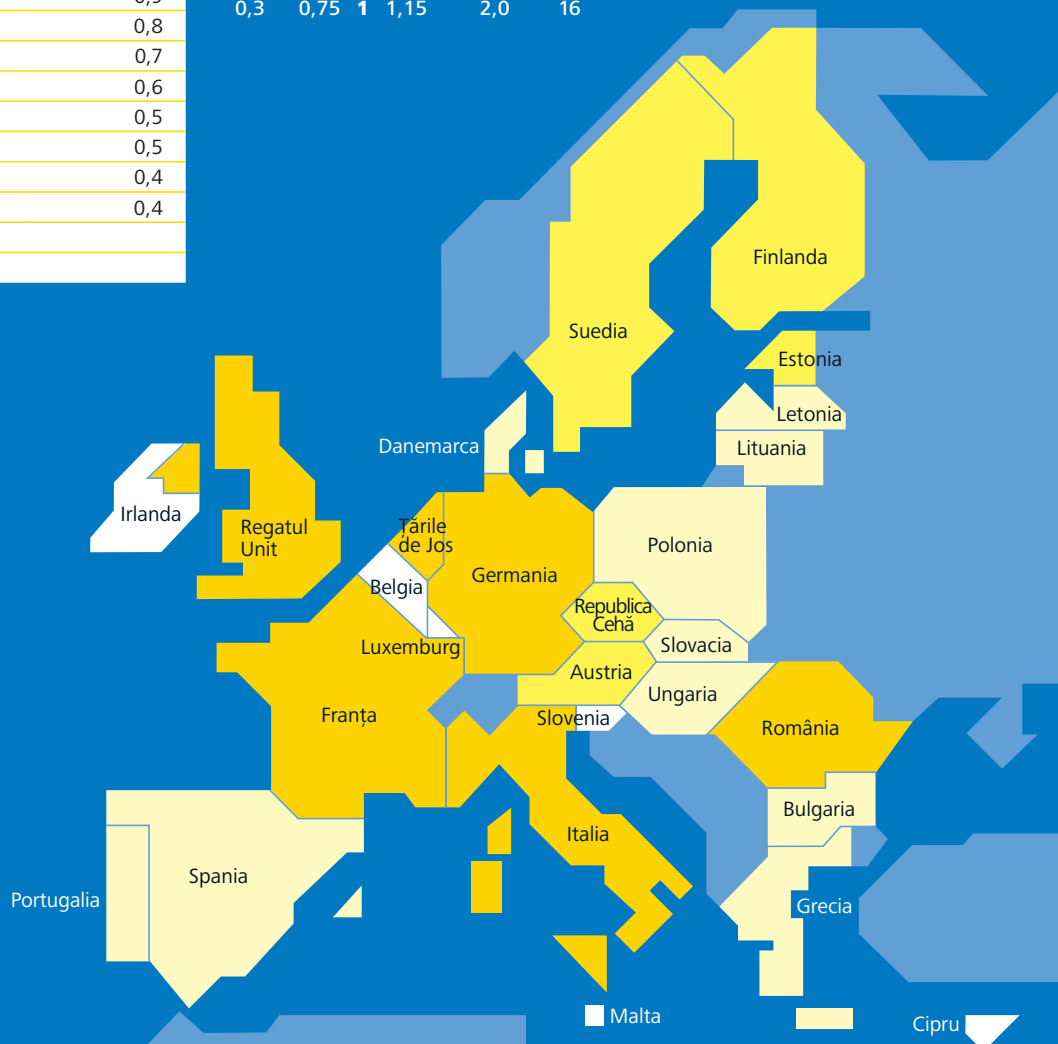 0,3 0,75 1 1,15 2,0 16
0,8
0,7
0,6
0,5
0,5
0,4
0,4
Finlanda
Suedia
Estonia
Letonia
Danemarca
Lituania
Irlanda
Regatul
Unit
Țările
de Jos
Polonia
Belgia
Germania
Republica
Cehă
Luxemburg
Slovacia
Austria
Ungaria
Franța
Slovenia
România
Bulgaria
Italia
Spania
Portugalia
Grecia
Malta
Cipru